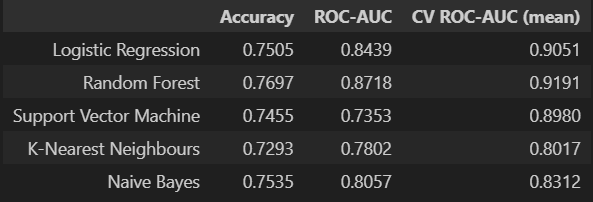 Accuracy ROC-AUC CV ROC-AUC (mean)
Logistic Regression 0.7505 0.8439 0.9051
Random Forest 0.7697 0.8718 0.9191
Support Vector Machine 0.7455 0.7353 0.8980
K-Nearest Neighbours 0.7293 0.7802 0.8017
Naive Bayes 0.7535 0.8057 0.8312